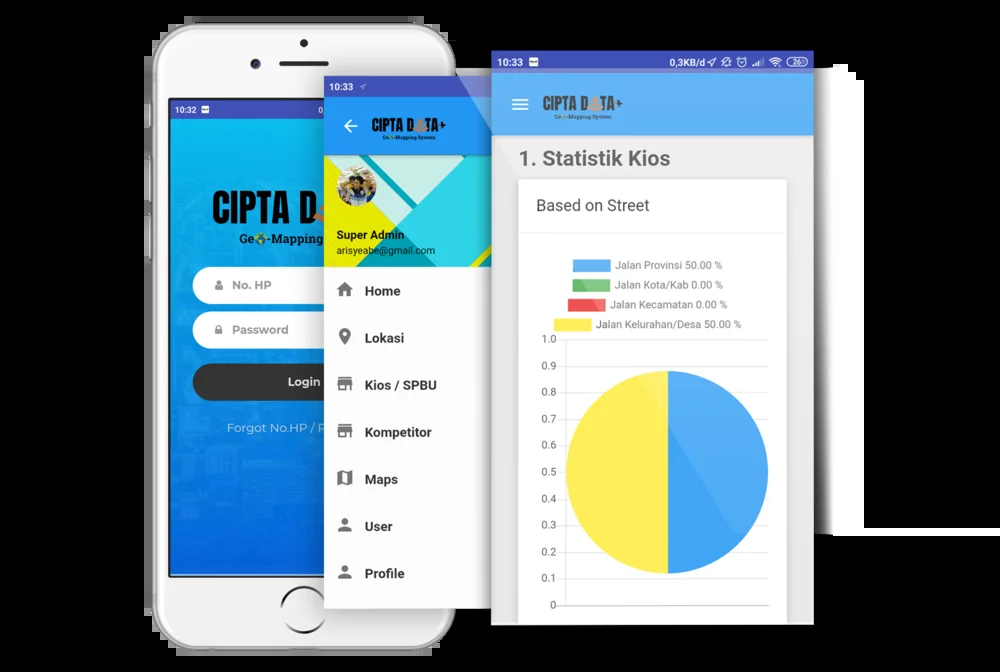 10:32
0
CIPTA D
Geo-Mapping
No. HP
Password
Login
Forgot No.HP / P
10:33
CIPTA DATA+
Geo-Mapping System
Super Admin
arisyeabe@gmail.com
Home
Lokasi
Kios / SPBU
Kompetitor
Maps
User
Profile
10:33 0,3KB/d 26
CIPTA DATA+
Geo-Mapping System
1. Statistik Kios
Based on Street
Jalan Provinsi 50.00 %
Jalan Kota/Kab 0.00 %
Jalan Kecamatan 0.00 %
Jalan Kelurahan/Desa 50.00 %
1.0
0.9
0.8
0.7
0.6
0.5
0.4
0.3
0.2
0.1
0